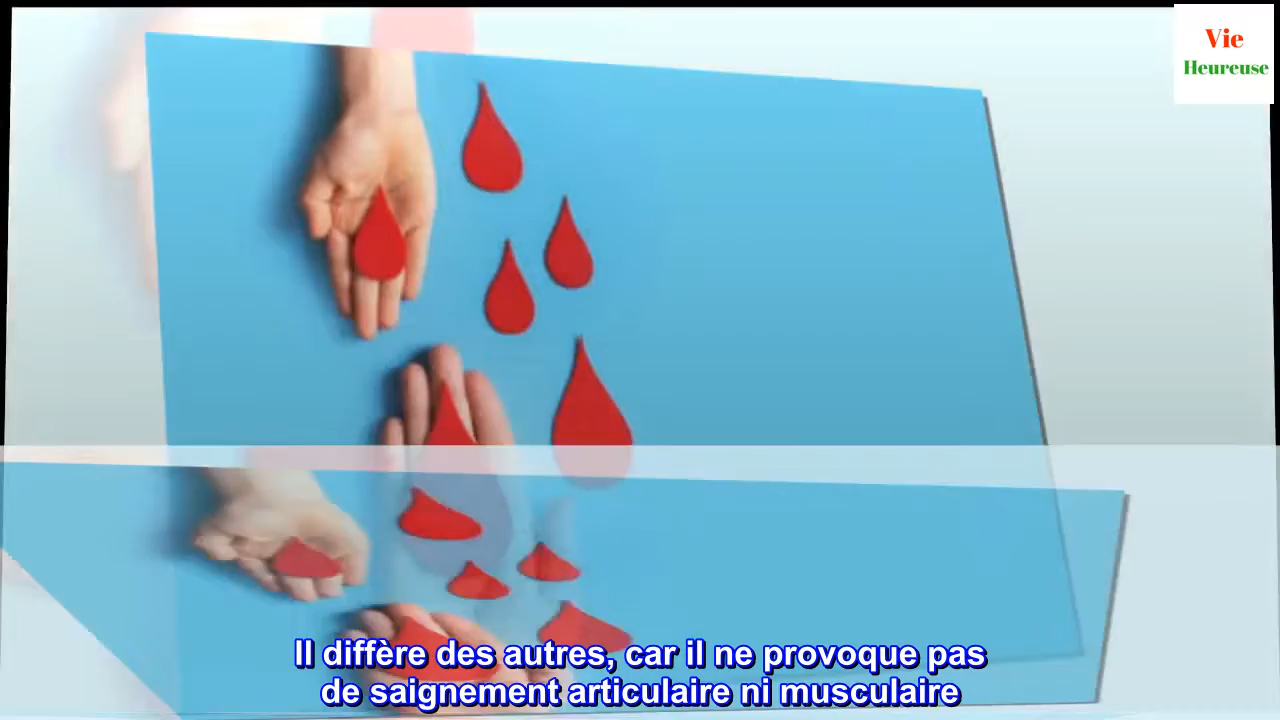 Vie
Heureuse
Il diffère des autres, car il ne provoque pas
de saignement articulaire ni musculaire